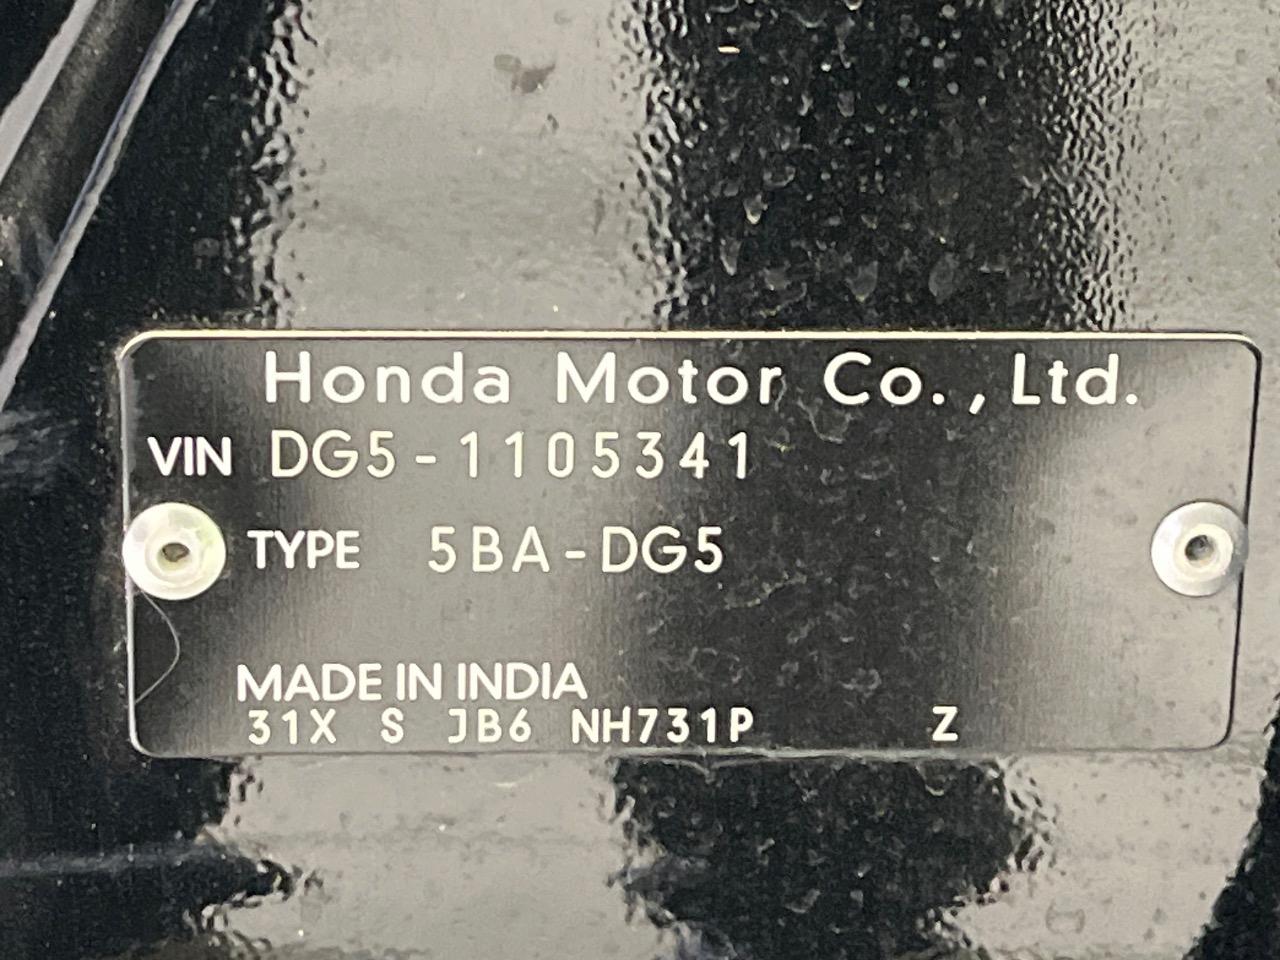 Honda Motor Co., Ltd.
VIN DG5-1105341
TYPE 5BA-DG5
MADE IN INDIA
31X S JB6 NH731P Z